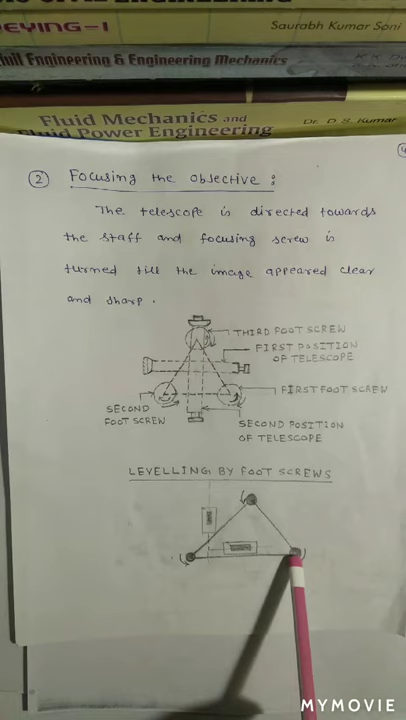 EYING-I
Saurabh Kumar Soni
Civil Engineering & Engineering Mechanics
Fluid Mechanics and
Fluid Power Engineering
Dr. D.S. Kumar
2 Focusing the objective :
The telescope is directed towards
the staff and focusing screw is
turned till the image appeared clear
and sharp.
THIRD FOOT SCREW
FIRST POSITION
OF TELESCOPE
FIRST FOOT SCREW
SECOND
FOOT SCREW
SECOND POSITION
OF TELESCOPE
LEVELLING BY FOOT SCREWS
MYMOVIE